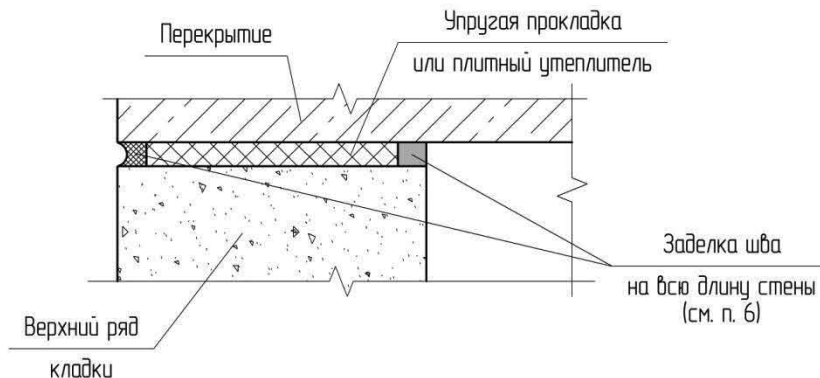 Перекрытие
Упругая прокладка
или плитный утеплитель
Заделка шва
на всю длину стены
(см. п. 6)
Верхний ряд
кладки